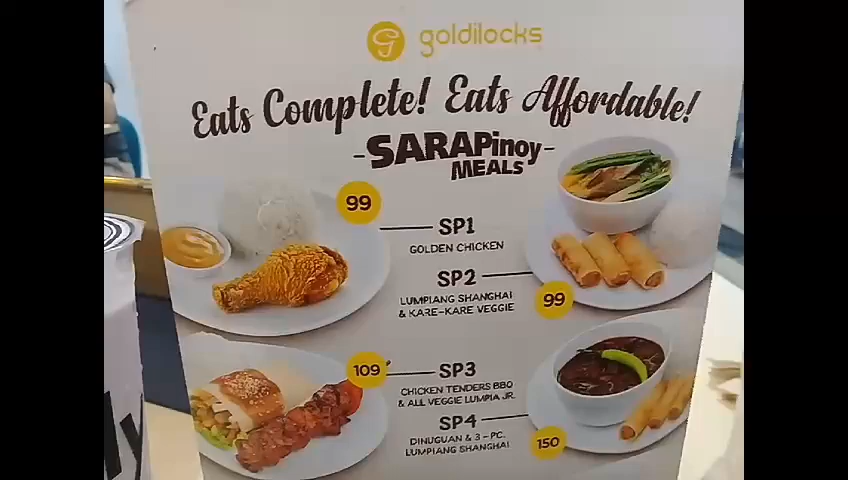 goldilocks
Eats Complete! Eats Affordable!
-SARAPinoy-
MEALS
99
SP1
GOLDEN CHICKEN
SP2
LUMPIANG SHANGHAI
& KARE-KARE VEGGIE
99
109
SP3
CHICKEN TENDERS BBQ
& ALL VEGGIE LUMPIA JR.
SP4
DINUGUAN & 3-PC.
LUMPIANG SHANGHAI
150